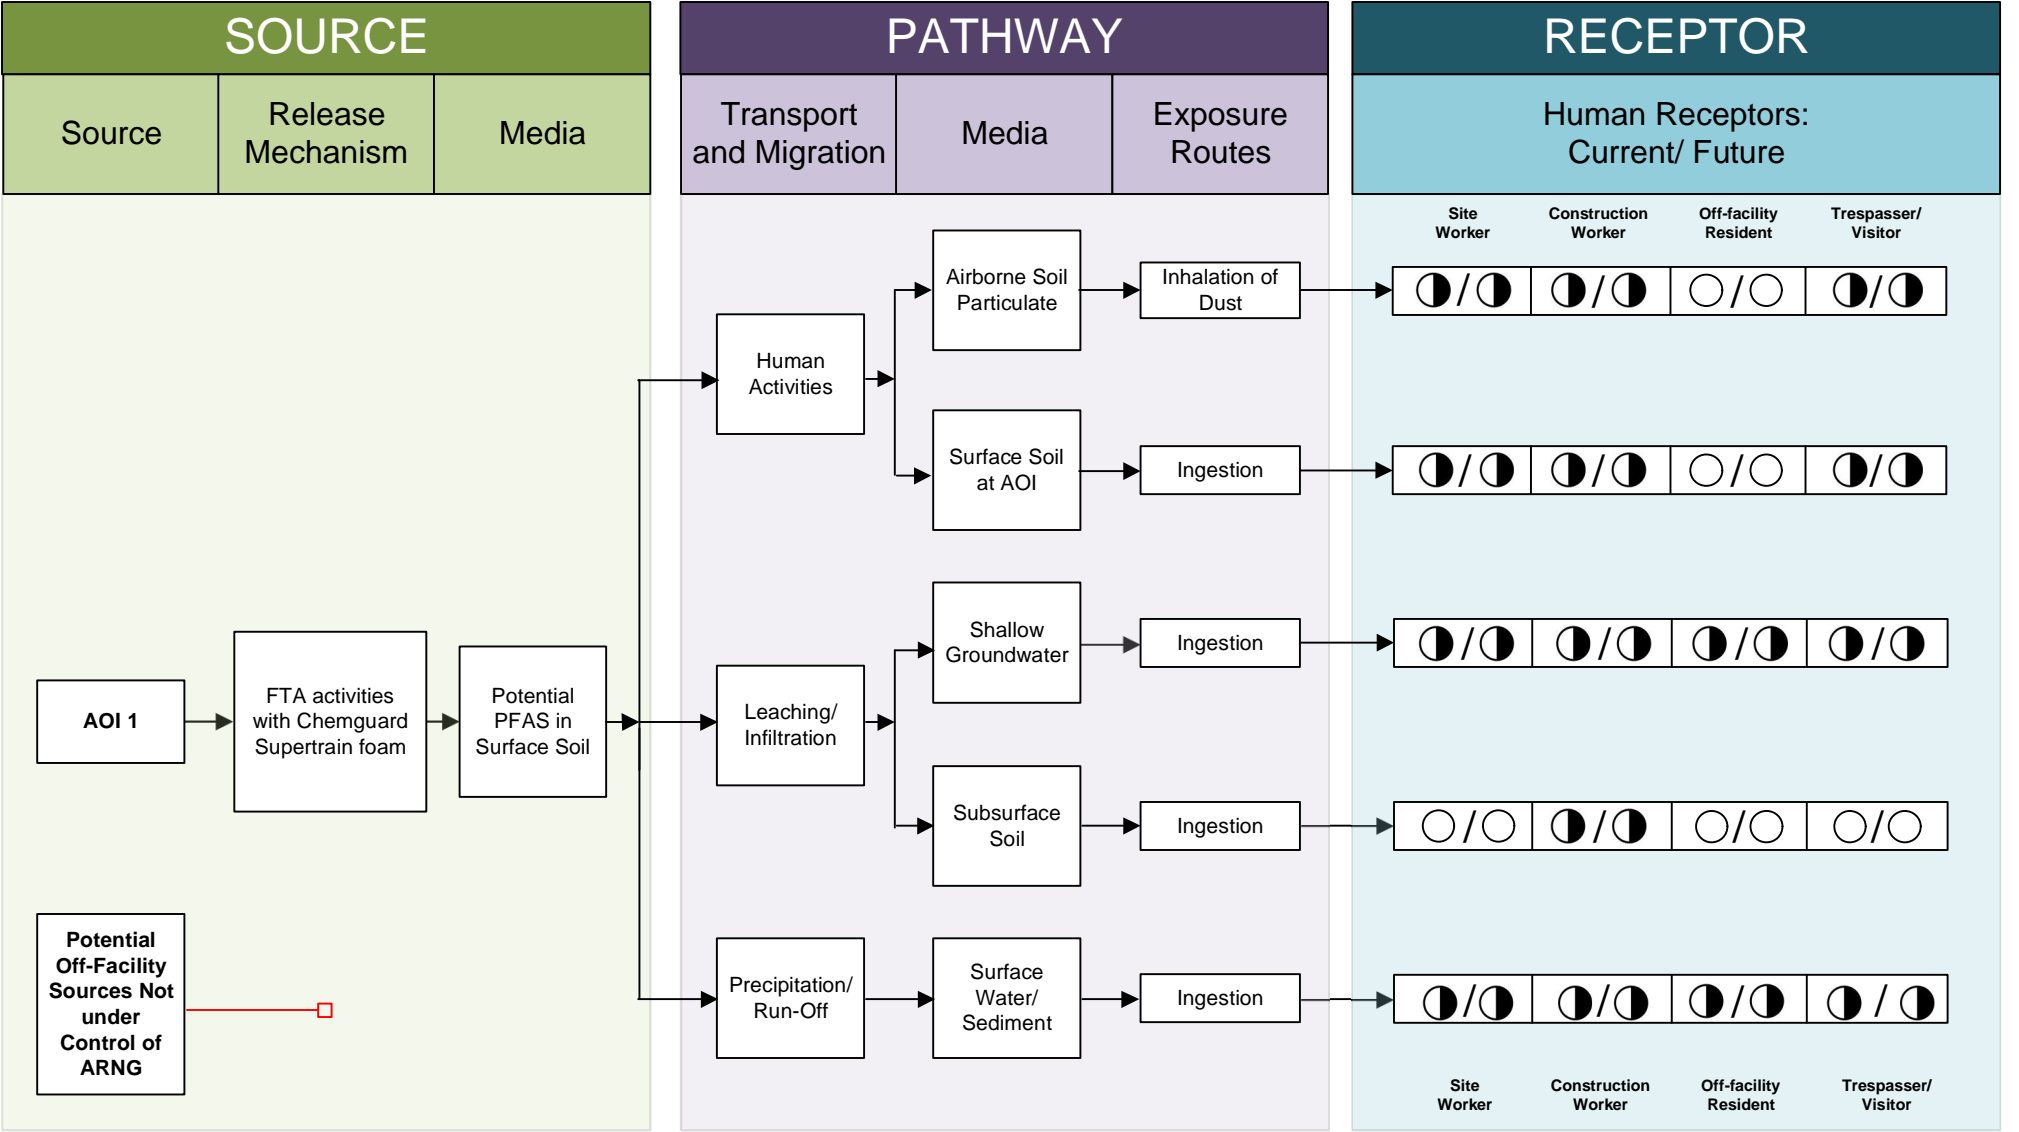 SOURCE
PATHWAY
RECEPTOR
Source
Release
Mechanism
Media
Transport
and Migration
Media
Exposure
Routes
Human Receptors:
Current/ Future
Site
Worker
Construction
Worker
Off-facility
Resident
Trespasser/
Visitor
Airborne Soil
Particulate
Inhalation of
Dust
/
/
/
/
Human
Activities
Surface Soil
at AOI
Ingestion
/
/
/
/
Shallow
Groundwater
Ingestion
/
/
/
/
AOI 1
FTA activities
with Chemguard
Supertrain foam
Potential
PFAS in
Surface Soil
Leaching/
Infiltration
Subsurface
Soil
Ingestion
/
/
/
/
Potential
Off-Facility
Sources Not
under
Control of
ARNG
Precipitation/
Run-Off
Surface
Water/
Sediment
Ingestion
/
/
/
/
Site
Worker
Construction
Worker
Off-facility
Resident
Trespasser/
Visitor